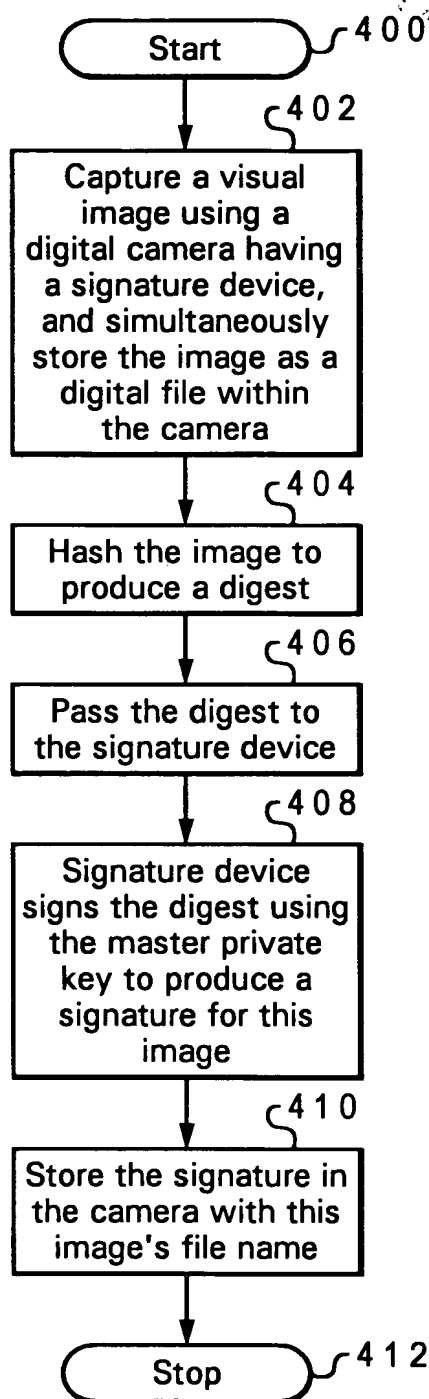 Start
400
402
Capture a visual
image using a
digital camera having
a signature device,
and simultaneously
store the image as a
digital file within
the camera
404
Hash the image to
produce a digest
406
Pass the digest to
the signature device
408
Signature device
signs the digest using
the master private
key to produce a
signature for this
image
410
Store the signature in
the camera with this
image's file name
Stop
412